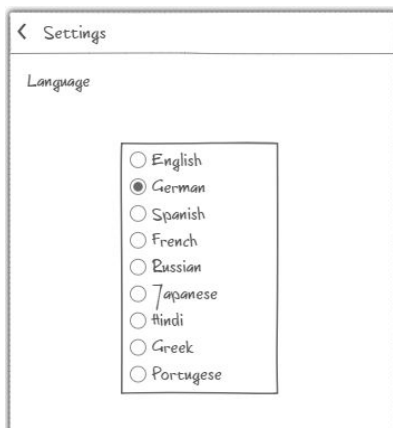 Settings
Language
English
German
Spanish
French
Russian
Japanese
Hindi
Greek
Portugese